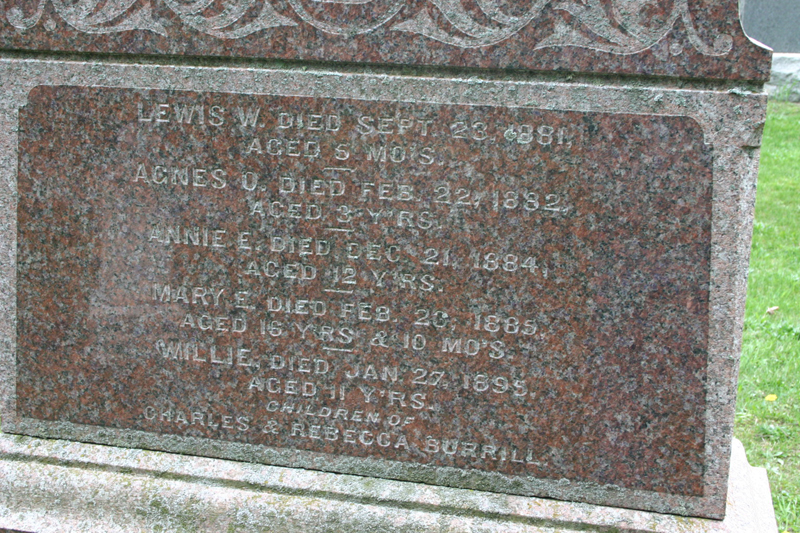 LEWIS W. DIED SEPT. 23, 1881,
AGED 5 MO'S.
AGNES O. DIED FEB. 22, 1882,
AGED 3 Y'RS.
ANNIE E. DIED DEC. 21, 1884,
AGED 12 Y'RS.
MARY E. DIED FEB. 20, 1885,
AGED 16 Y'RS & 10 MO'S.
WILLIE, DIED JAN. 27, 1895,
AGED 11 Y'RS.
CHILDREN OF
CHARLES & REBECCA BURRILL.